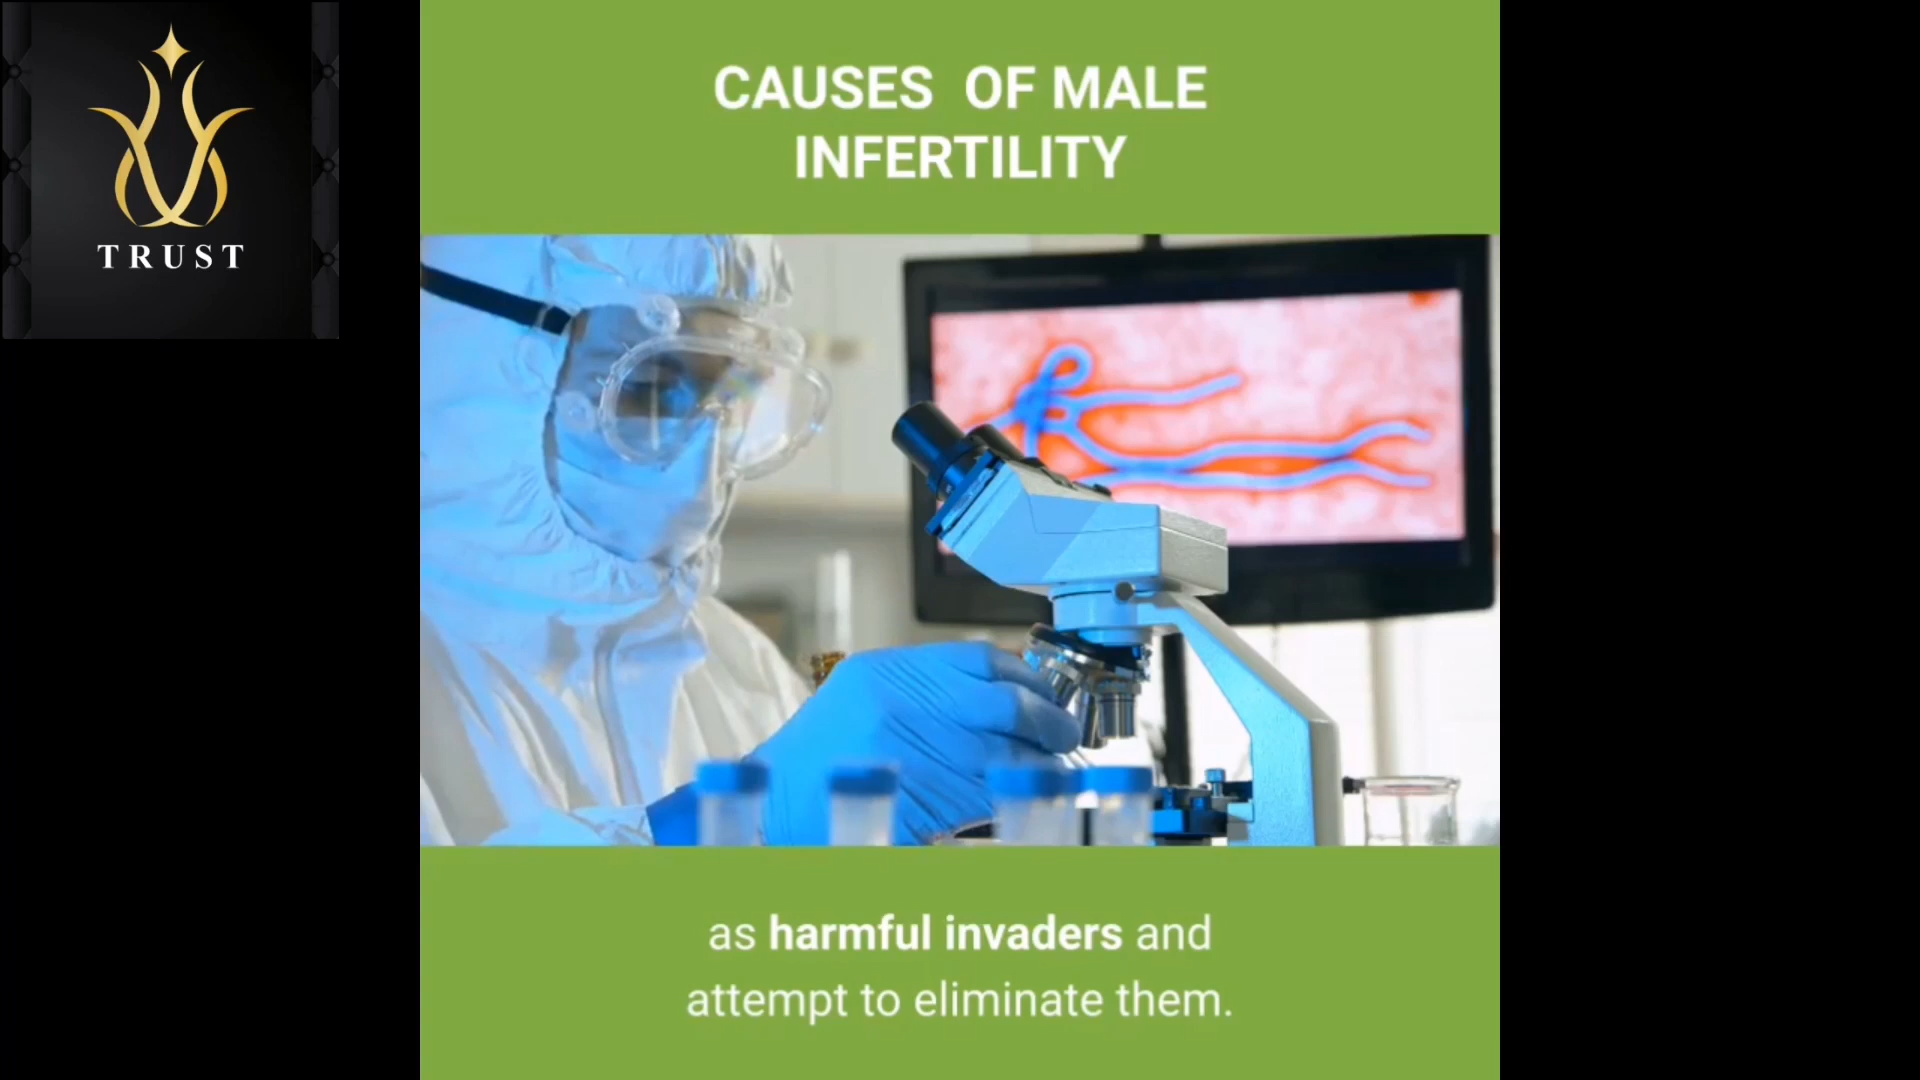 TRUST
CAUSES OF MALE
INFERTILITY
as harmful invaders and
attempt to eliminate them.